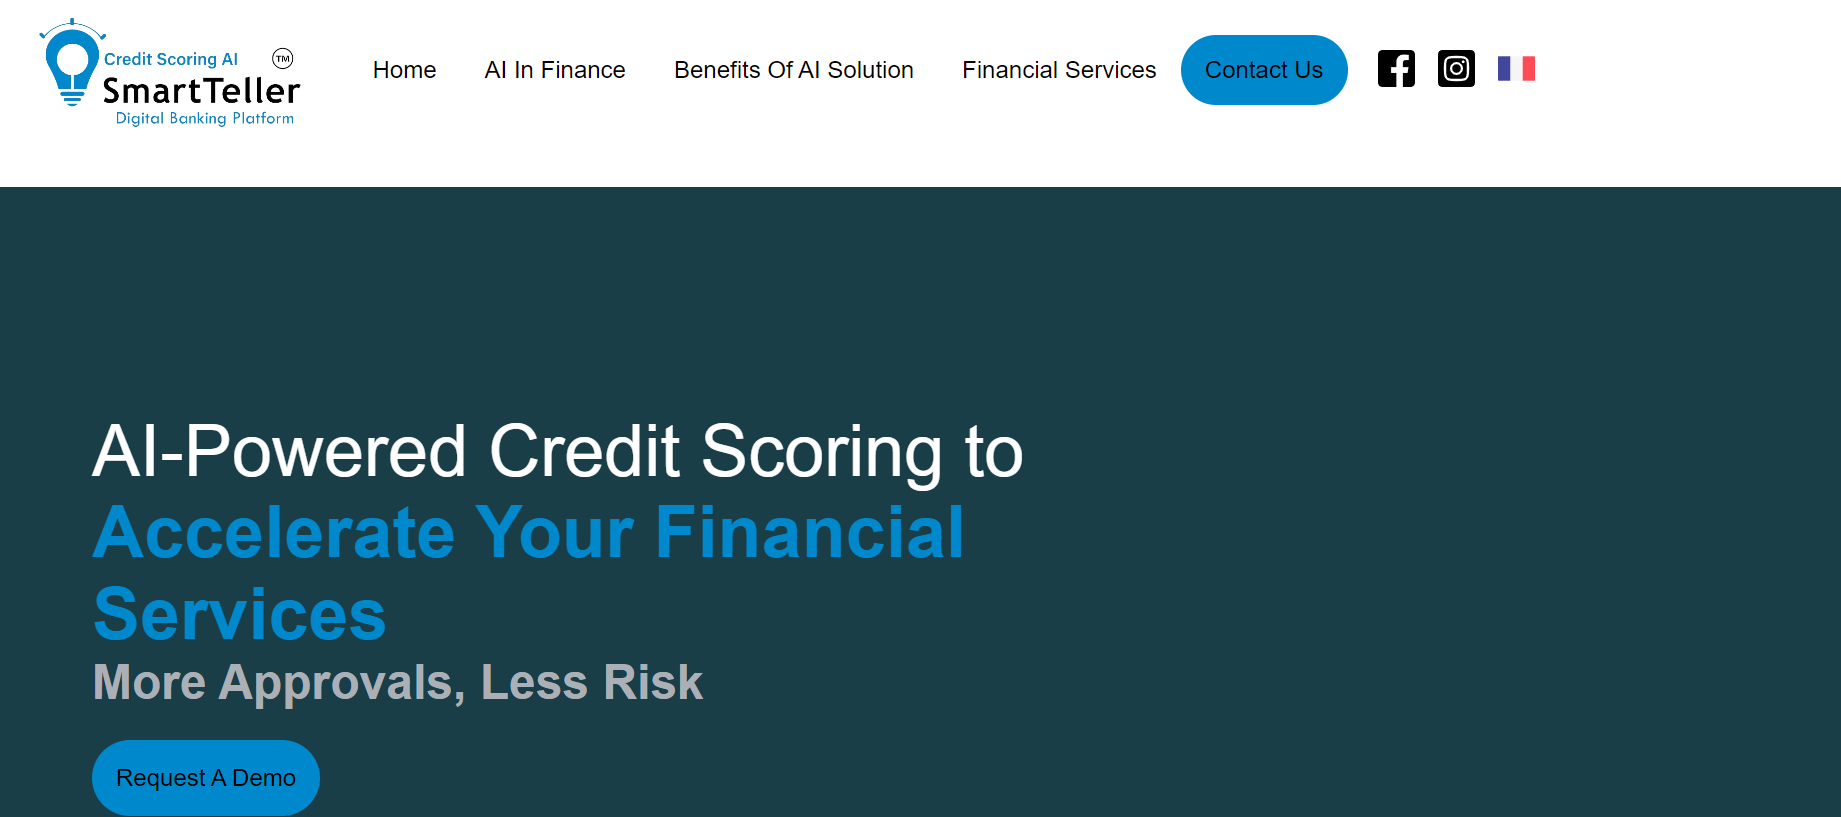 Credit Scoring AI TM
SmartTeller
Digital Banking Platform
Home AI In Finance Benefits Of AI Solution Financial Services Contact Us
AI-Powered Credit Scoring to
Accelerate Your Financial
Services
More Approvals, Less Risk
Request A Demo